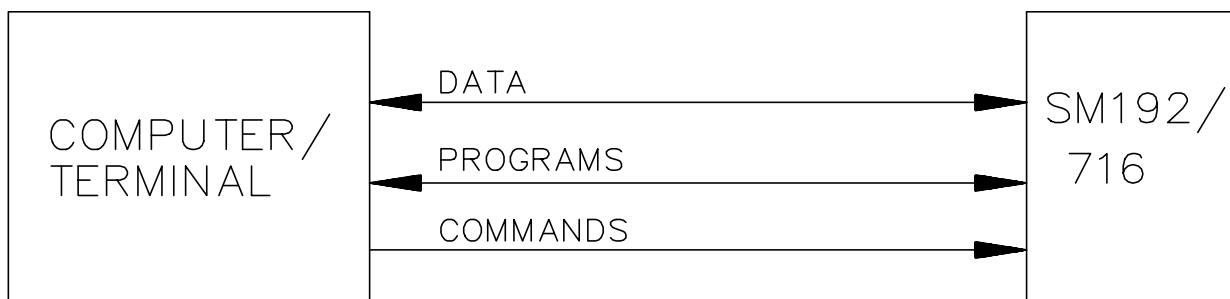 COMPUTER/
TERMINAL
DATA
PROGRAMS
COMMANDS
SM192/
716